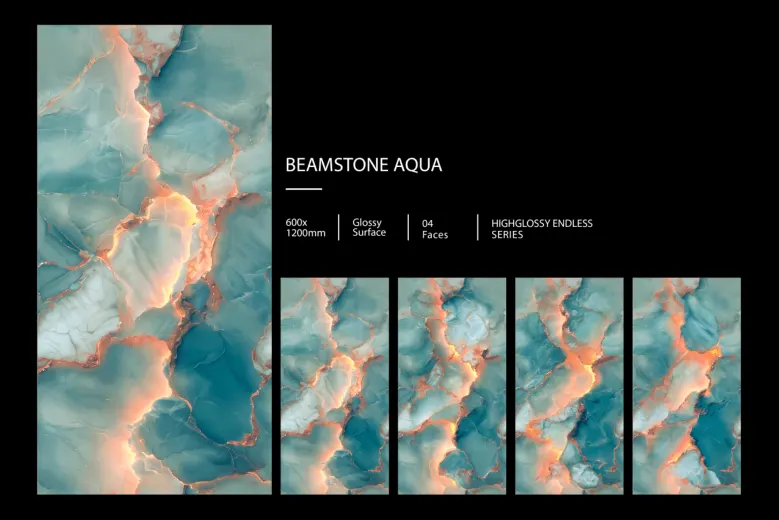 BEAMSTONE AQUA
600x
1200mm
Glossy
Surface
04
Faces
HIGHGLOSSY ENDLESS
SERIES